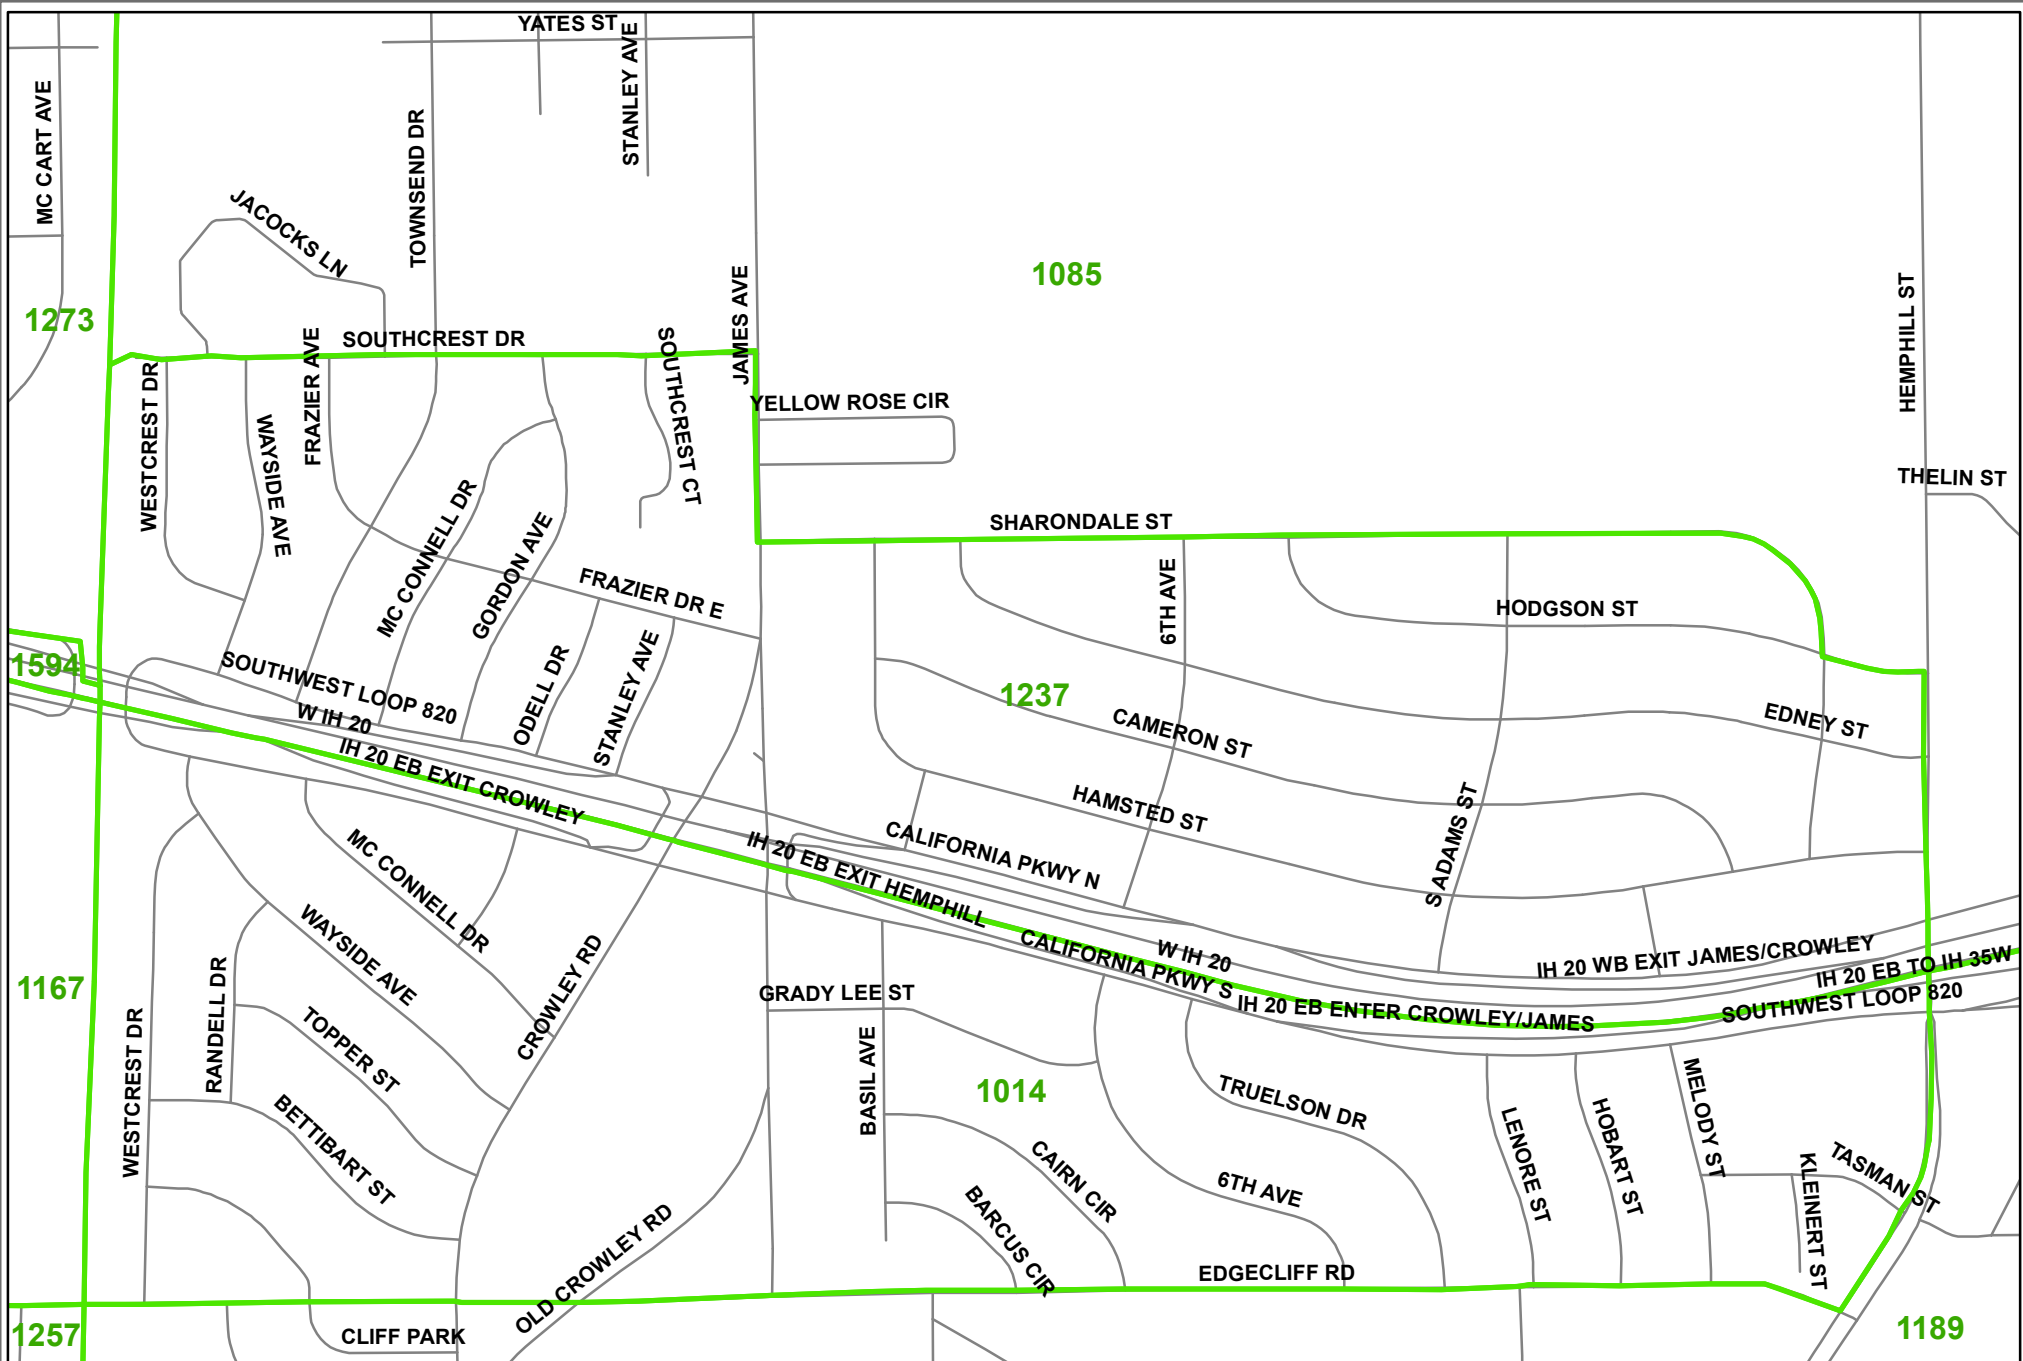 YATES ST
STANLEY AVE
MC CART AVE
TOWNSEND DR
JACOCKS LN
JAMES AVE
1085
HEMPHILL ST
1273
SOUTHCREST DR
FRAZIER AVE
WESTCREST DR
WAYSIDE AVE
SOUTHCREST CT
YELLOW ROSE CIR
THELIN ST
MC CONNELL DR
GORDON AVE
SHARONDALE ST
FRAZIER DR E
6TH AVE
HODGSON ST
1594
SOUTHWEST LOOP 820
W IH 20
ODELL DR
STANLEY AVE
1237
CAMERON ST
EDNEY ST
IH 20 EB EXIT CROWLEY
HAMSTED ST
S ADAMS ST
MC CONNELL DR
IH 20 EB EXIT HEMPHILL
CALIFORNIA PKWY N
WAYSIDE AVE
CROWLEY RD
CALIFORNIA PKWY S
W IH 20
IH 20 WB EXIT JAMES/CROWLEY
IH 20 EB TO IH 35W
1167
RANDELL DR
GRADY LEE ST
IH 20 EB ENTER CROWLEY/JAMES
SOUTHWEST LOOP 820
WESTCREST DR
TOPPER ST
BASIL AVE
1014
TRUELSON DR
LENORE ST
HOBART ST
MELODY ST
BETTIBART ST
CAIRN CIR
6TH AVE
KLEINERT ST
TASMAN ST
BARCUS CIR
OLD CROWLEY RD
EDGECLIFF RD
1257
CLIFF PARK
1189